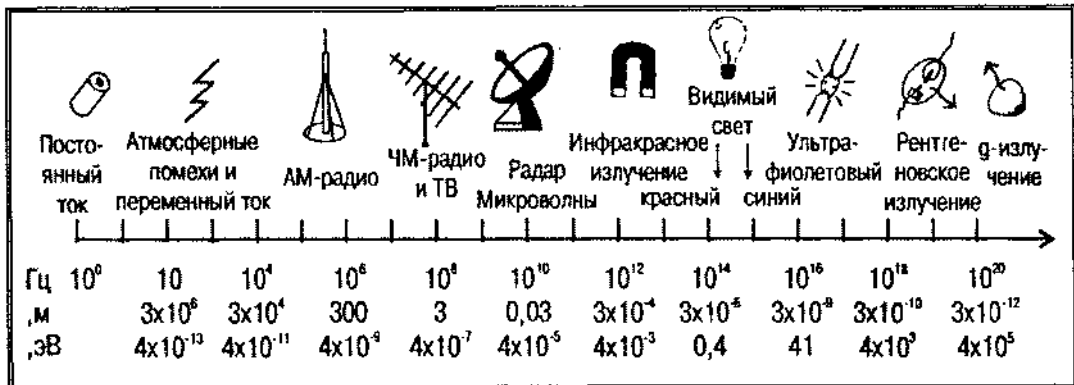 Посто-
янный
ток
Атмосферные
помехи и
переменный ток
АМ-радио
ЧМ-радио
и ТВ
Радар
Микроволны
Инфракрасное
излучение
Видимый
свет
красный
синий
Ультра-
фиолетовый
Рентге-
новское
излучение
g-излу-
чение
Гц 10⁰ 10 10⁴ 10⁶ 10⁸ 10¹⁰ 10¹² 10¹⁴ 10¹⁶ 10¹⁸ 10²⁰
,м 3x10⁶ 3x10⁴ 300 3 0,03 3x10⁻⁴ 3x10⁻⁶ 3x10⁻⁹ 3x10⁻¹⁰ 3x10⁻¹²
,эВ 4x10⁻¹³ 4x10⁻¹¹ 4x10⁻⁹ 4x10⁻⁷ 4x10⁻⁵ 4x10⁻³ 0,4 41 4x10³ 4x10⁵